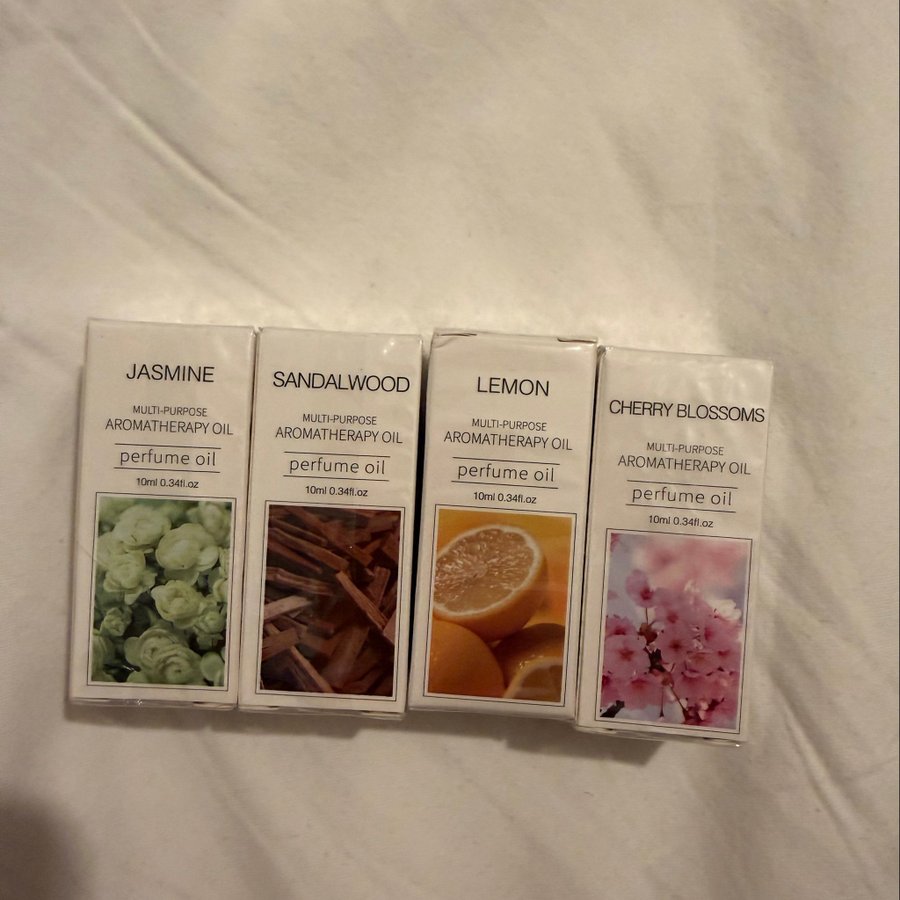 JASMINE
MULTI-PURPOSE
AROMATHERAPY OIL
perfume oil
10ml 0.34fl.oz
SANDALWOOD
MULTI-PURPOSE
AROMATHERAPY OIL
perfume oil
10ml 0.34fl.oz
LEMON
MULTI-PURPOSE
AROMATHERAPY OIL
perfume oil
10ml 0.34fl.oz
CHERRY BLOSSOMS
MULTI-PURPOSE
AROMATHERAPY OIL
perfume oil
10ml 0.34fl.oz